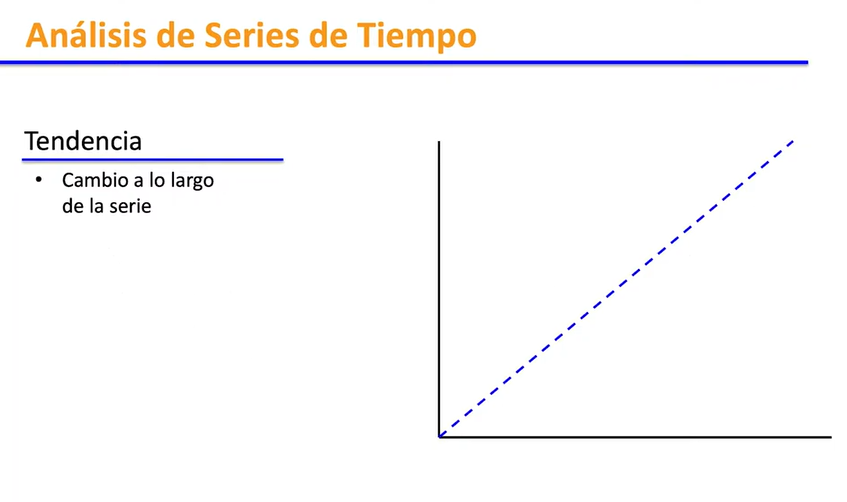 Análisis de Series de Tiempo
Tendencia
• Cambio a lo largo
de la serie